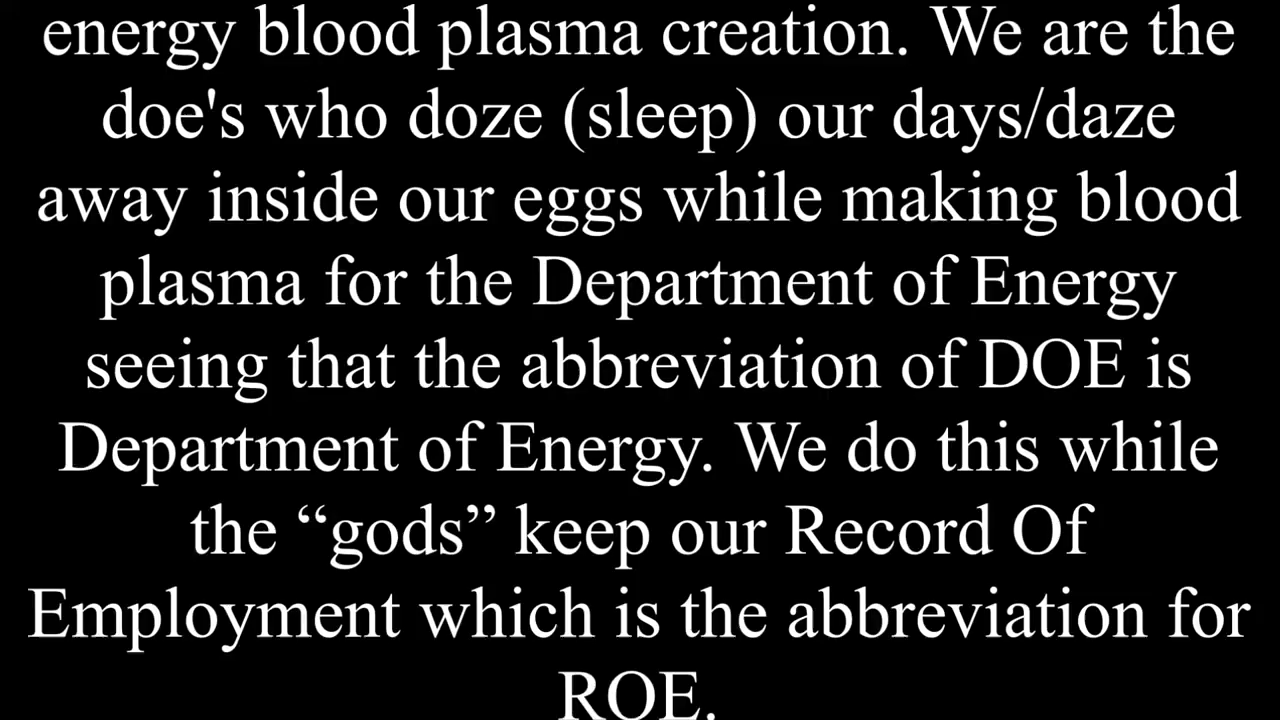 energy blood plasma creation. We are the
doe's who doze (sleep) our days/daze
away inside our eggs while making blood
plasma for the Department of Energy
seeing that the abbreviation of DOE is
Department of Energy. We do this while
the “gods” keep our Record Of
Employment which is the abbreviation for
ROE.